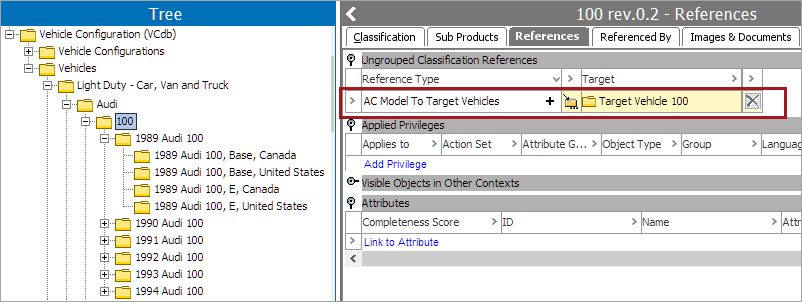 Tree
Vehicle Configuration (VCdb)
Vehicle Configurations
Vehicles
Light Duty - Car, Van and Truck
Audi
100
1989 Audi 100
1989 Audi 100, Base, Canada
1989 Audi 100, Base, United States
1989 Audi 100, E, Canada
1989 Audi 100, E, United States
1990 Audi 100
1991 Audi 100
1992 Audi 100
1993 Audi 100
1994 Audi 100
100 rev.0.2 - References
Classification Sub Products References Referenced By Images & Documents
Ungrouped Classification References
Reference Type > Target >
> AC Model To Target Vehicles + Target Vehicle 100
Applied Privileges
Applies to > Action Set > Attribute G... > Object Type > Group > Languag
Add Privilege
Visible Objects in Other Contexts
Attributes
Completeness Score > ID > Name > Attr
> Link to Attribute